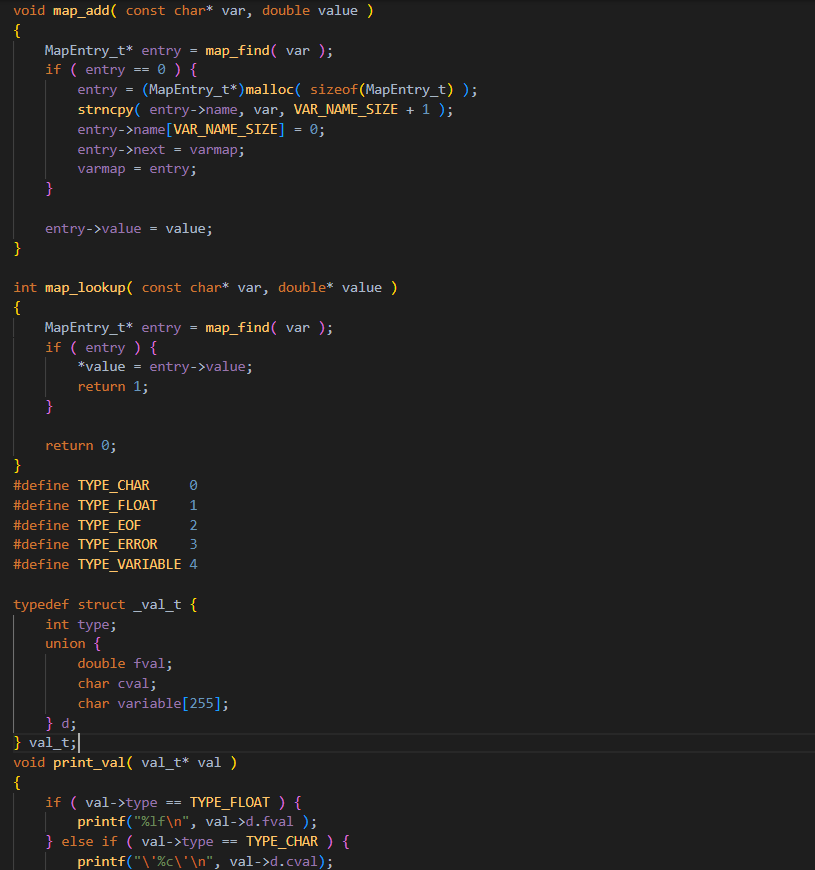 void map_add( const char* var, double value )
{
    MapEntry_t* entry = map_find( var );
    if ( entry == 0 ) {
        entry = (MapEntry_t*)malloc( sizeof(MapEntry_t) );
        strncpy( entry->name, var, VAR_NAME_SIZE + 1 );
        entry->name[VAR_NAME_SIZE] = 0;
        entry->next = varmap;
        varmap = entry;
    }

    entry->value = value;
}

int map_lookup( const char* var, double* value )
{
    MapEntry_t* entry = map_find( var );
    if ( entry ) {
        *value = entry->value;
        return 1;
    }

    return 0;
}
#define TYPE_CHAR     0
#define TYPE_FLOAT    1
#define TYPE_EOF      2
#define TYPE_ERROR    3
#define TYPE_VARIABLE 4

typedef struct _val_t {
    int type;
    union {
        double fval;
        char cval;
        char variable[255];
    } d;
} val_t;
void print_val( val_t* val )
{
    if ( val->type == TYPE_FLOAT ) {
        printf("%lf\n", val->d.fval );
    } else if ( val->type == TYPE_CHAR ) {
        printf("\'%c\'\n", val->d.cval);